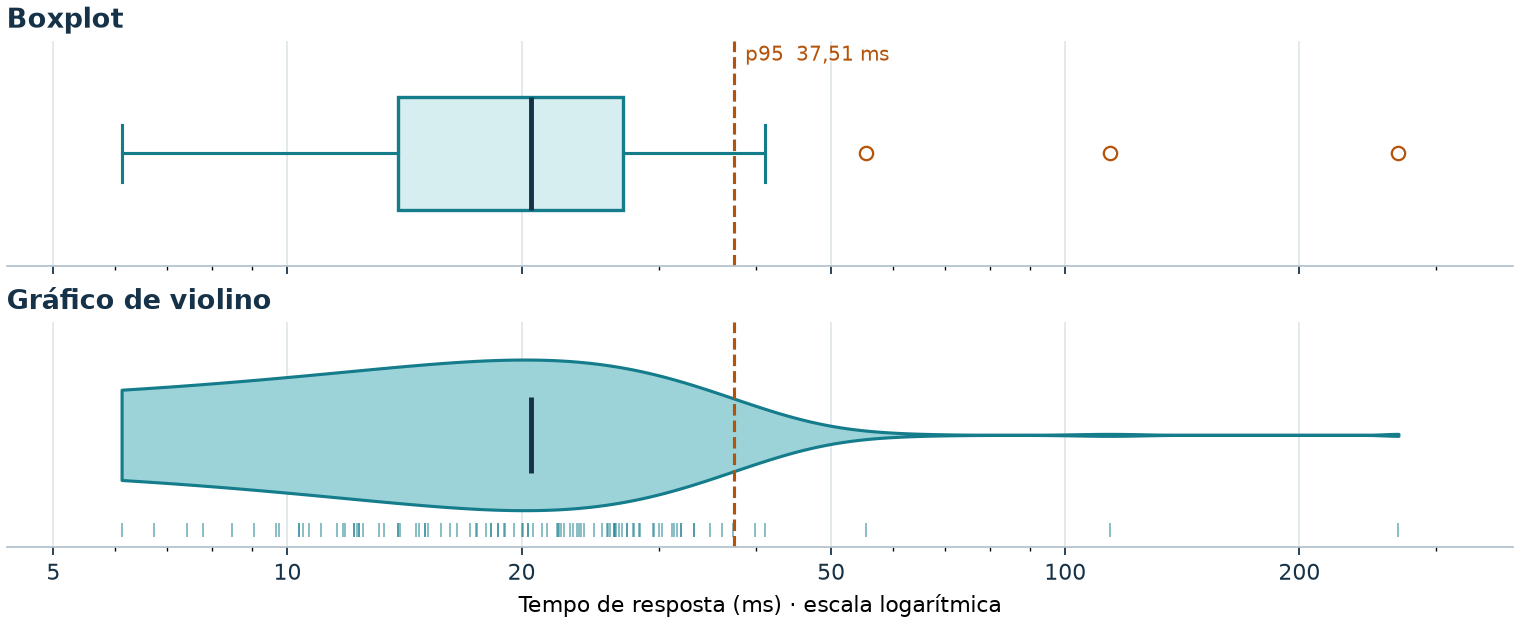 Boxplot
p95  37,51 ms
Gráfico de violino
5 10 20 50 100 200
Tempo de resposta (ms) · escala logarítmica